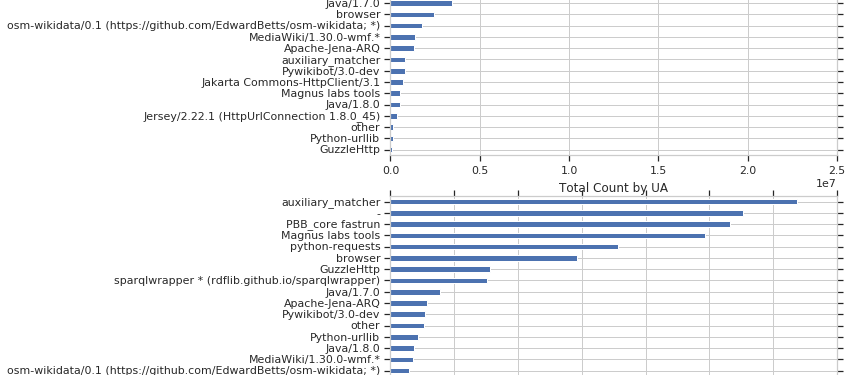 Java/1.7.0
browser
osm-wikidata/0.1 (https://github.com/EdwardBetts/osm-wikidata; *)
MediaWiki/1.30.0-wmf.*
Apache-Jena-ARQ
auxiliary_matcher
Pywikibot/3.0-dev
Jakarta Commons-HttpClient/3.1
Magnus labs tools
Java/1.8.0
Jersey/2.22.1 (HttpUrlConnection 1.8.0_45)
other
Python-urllib
GuzzleHttp
0.0 0.5 1.0 1.5 2.0 2.5
1e7
Total Count by UA
auxiliary_matcher
-
PBB_core fastrun
Magnus labs tools
python-requests
browser
GuzzleHttp
sparqlwrapper * (rdflib.github.io/sparqlwrapper)
Java/1.7.0
Apache-Jena-ARQ
Pywikibot/3.0-dev
other
Python-urllib
Java/1.8.0
MediaWiki/1.30.0-wmf.*
osm-wikidata/0.1 (https://github.com/EdwardBetts/osm-wikidata; *)